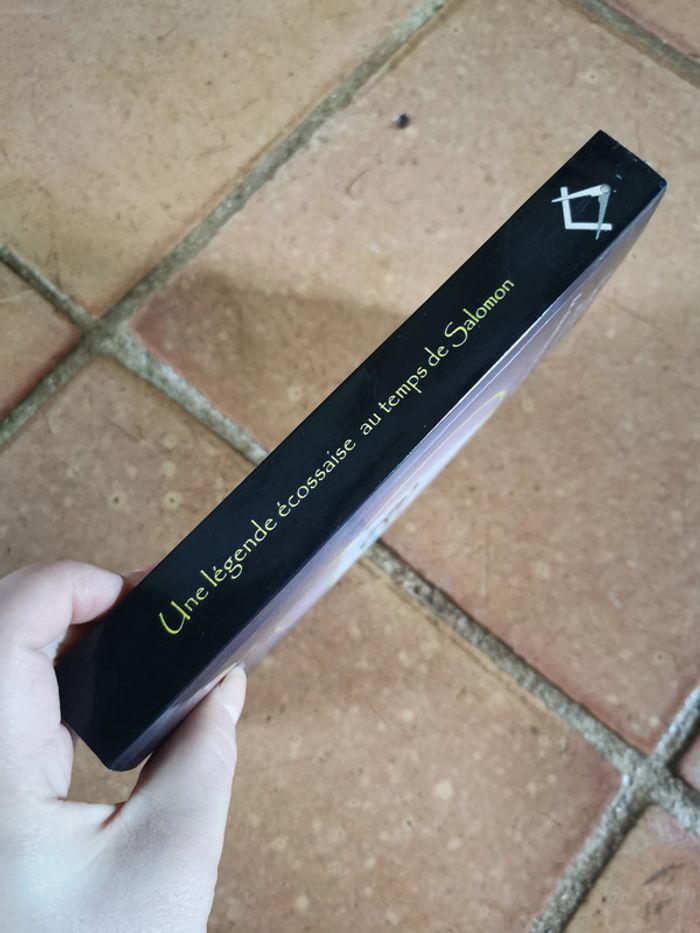 Une légende écossaise au temps de Salomon